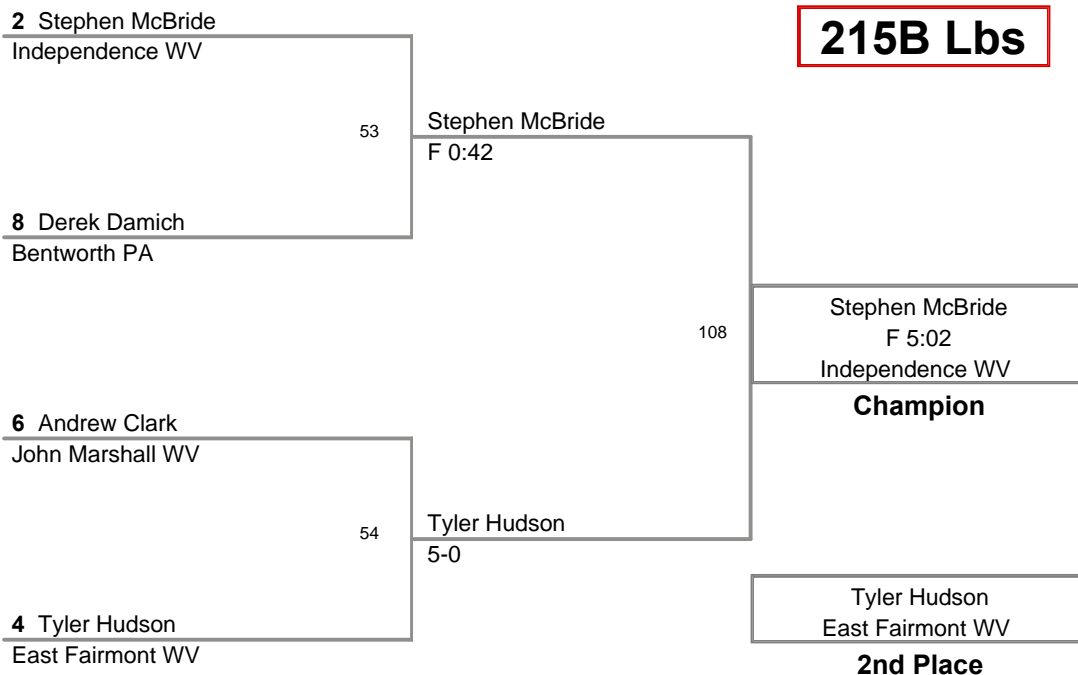 2 Stephen McBride
Independence WV
215B Lbs
53
Stephen McBride
F 0:42
8 Derek Damich
Bentworth PA
108
Stephen McBride
F 5:02
Independence WV
Champion
6 Andrew Clark
John Marshall WV
54
Tyler Hudson
5-0
4 Tyler Hudson
East Fairmont WV
Tyler Hudson
East Fairmont WV
2nd Place